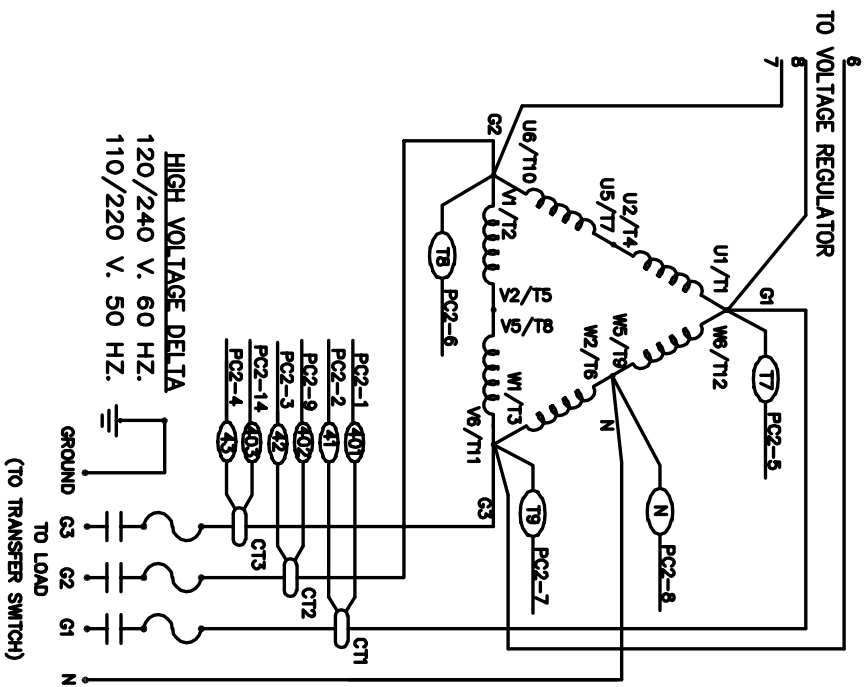 TO VOLTAGE REGULATOR
6
8
7
G2
U6/T10
U5/T7
U2/T4
U1/T1
G1
V1/T2
V2/T5
V5/T8
W5/T9
W2/T6
W6/T12
W1/T3
V6/T11
G3
N
T8
PC2-6
T7
PC2-5
N
PC2-8
T9
PC2-7
HIGH VOLTAGE DELTA
120/240 V. 60 HZ.
110/220 V. 50 HZ.
PC2-1
PC2-2
PC2-9
PC2-3
PC2-14
PC2-4
401
41
402
42
403
43
CT3
CT2
CT1
GROUND
G3
G2
G1
N
TO LOAD
(TO TRANSFER SWITCH)